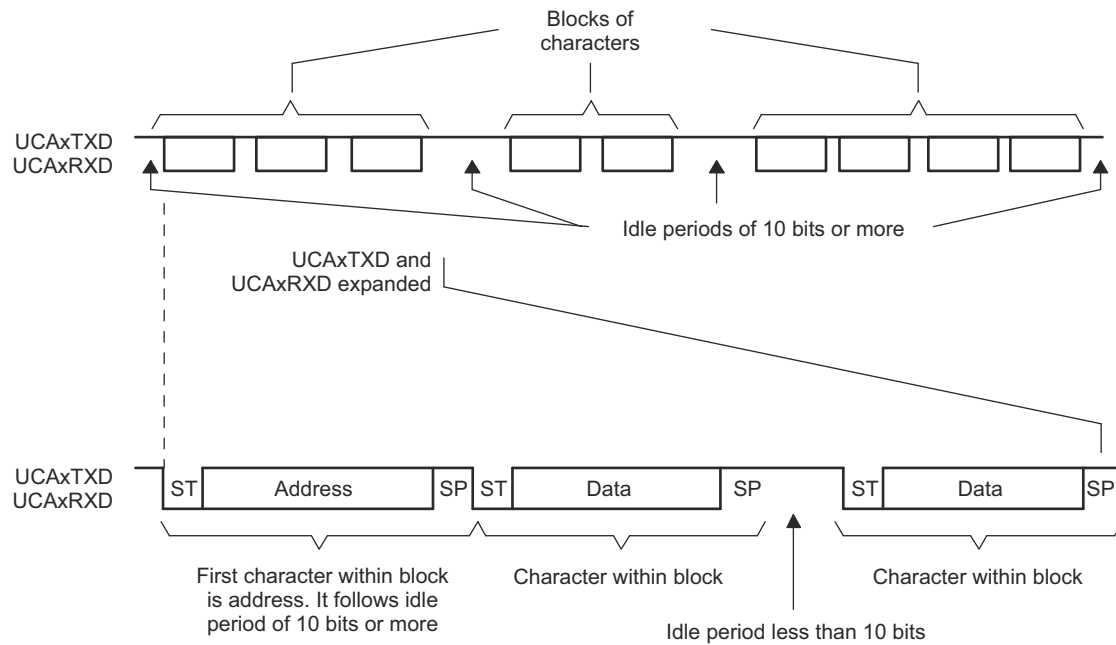 Blocks of
characters
UCAxTXD
UCAxRXD
Idle periods of 10 bits or more
UCAxTXD and
UCAxRXD expanded
UCAxTXD
UCAxRXD
ST Address SP ST Data SP ST Data SP
First character within block
is address. It follows idle
period of 10 bits or more
Character within block
Character within block
Idle period less than 10 bits